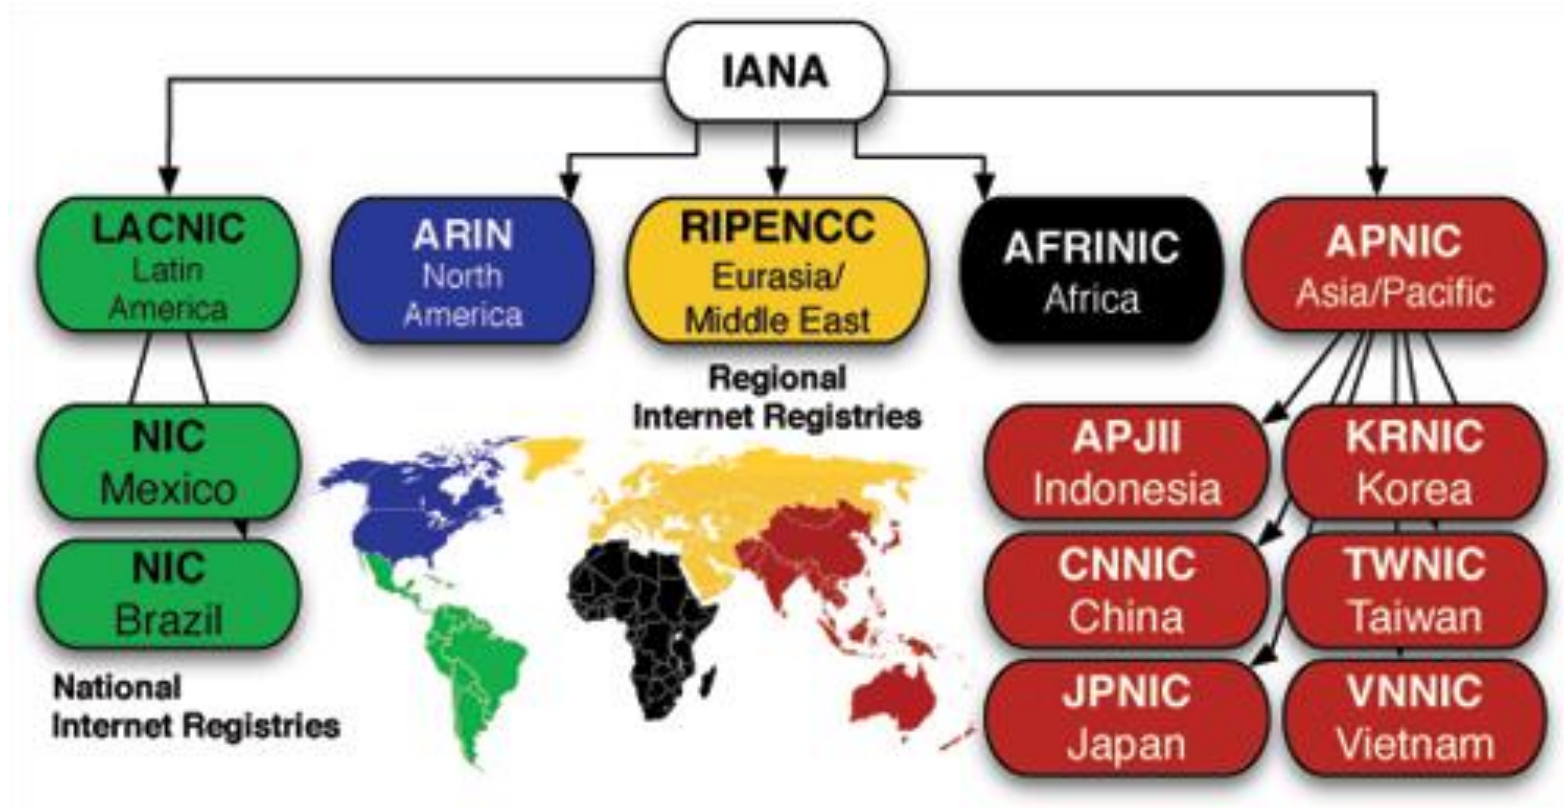 IANA
LACNIC
Latin
America
ARIN
North
America
RIPENCC
Eurasia/
Middle East
AFRINIC
Africa
APNIC
Asia/Pacific
Regional
Internet Registries
NIC
Mexico
NIC
Brazil
National
Internet Registries
APJII
Indonesia
KRNIC
Korea
CNNIC
China
TWNIC
Taiwan
JPNIC
Japan
VNNIC
Vietnam